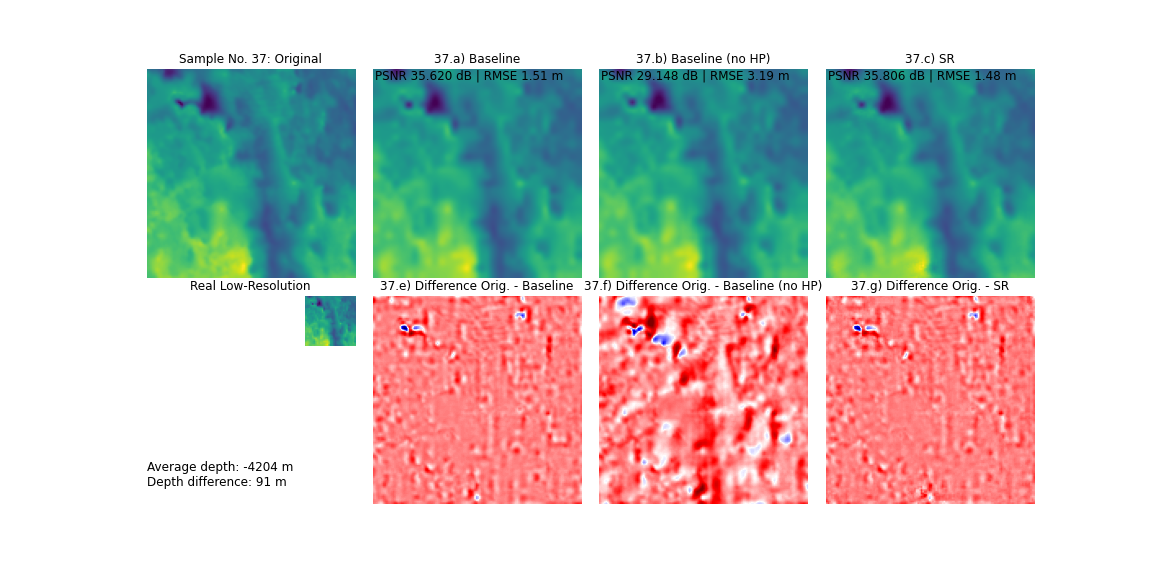 Sample No. 37: Original
37.a) Baseline
37.b) Baseline (no HP)
37.c) SR
PSNR 35.620 dB | RMSE 1.51 m
PSNR 29.148 dB | RMSE 3.19 m
PSNR 35.806 dB | RMSE 1.48 m
Real Low-Resolution
37.e) Difference Orig. - Baseline
37.f) Difference Orig. - Baseline (no HP)
37.g) Difference Orig. - SR
Average depth: -4204 m
Depth difference: 91 m